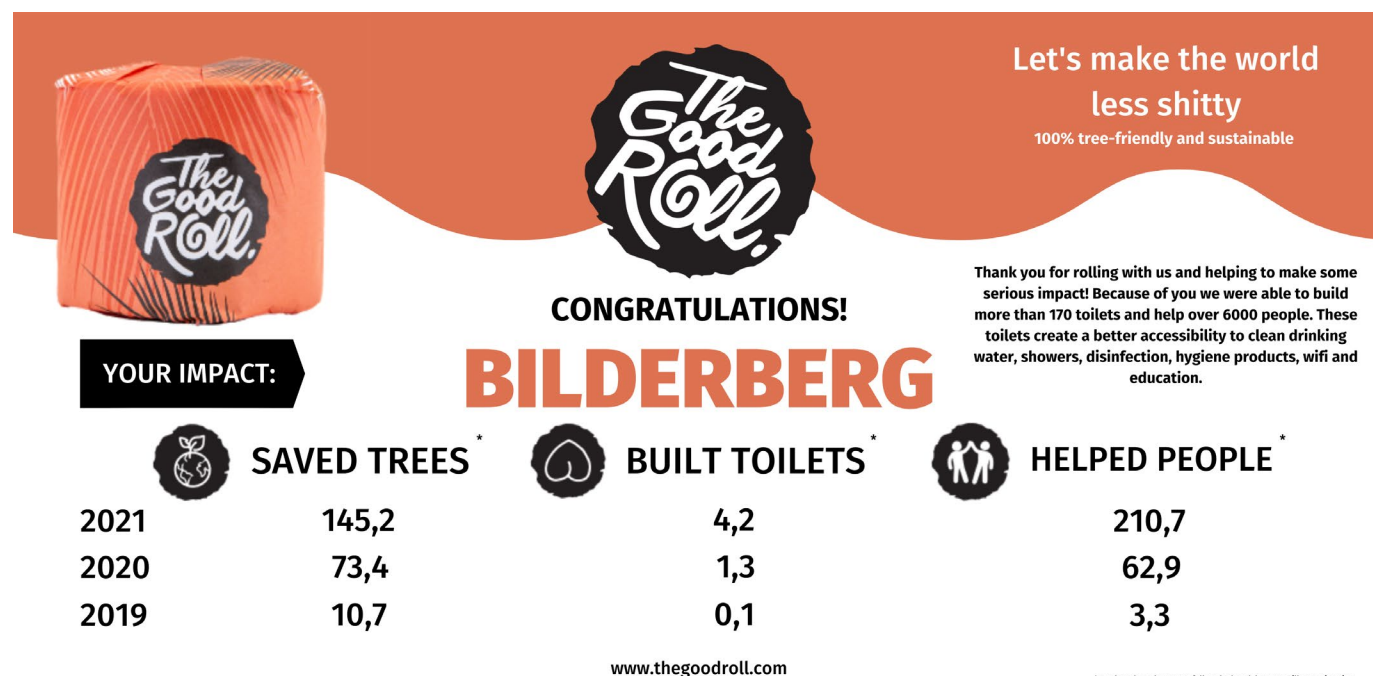 The
Good
Roll.
The
Good
Roll.
Let's make the world
less shitty
100% tree-friendly and sustainable
Thank you for rolling with us and helping to make some
serious impact! Because of you we were able to build
more than 170 toilets and help over 6000 people. These
toilets create a better accessibility to clean drinking
water, showers, disinfection, hygiene products, wifi and
education.
CONGRATULATIONS!
BILDERBERG
YOUR IMPACT:
SAVED TREES * BUILT TOILETS * HELPED PEOPLE *
2021 145,2 4,2 210,7
2020 73,4 1,3 62,9
2019 10,7 0,1 3,3
www.thegoodroll.com